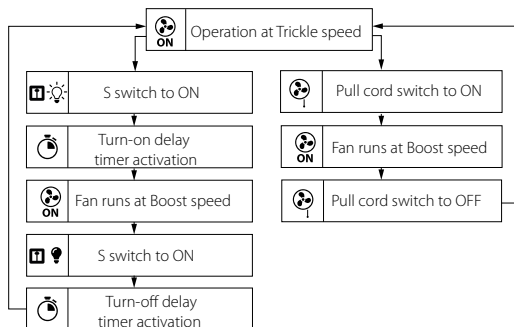 ON
Operation at Trickle speed
S switch to ON
Turn-on delay
timer activation
ON
Fan runs at Boost speed
S switch to ON
Turn-off delay
timer activation
Pull cord switch to ON
ON
Fan runs at Boost speed
Pull cord switch to OFF